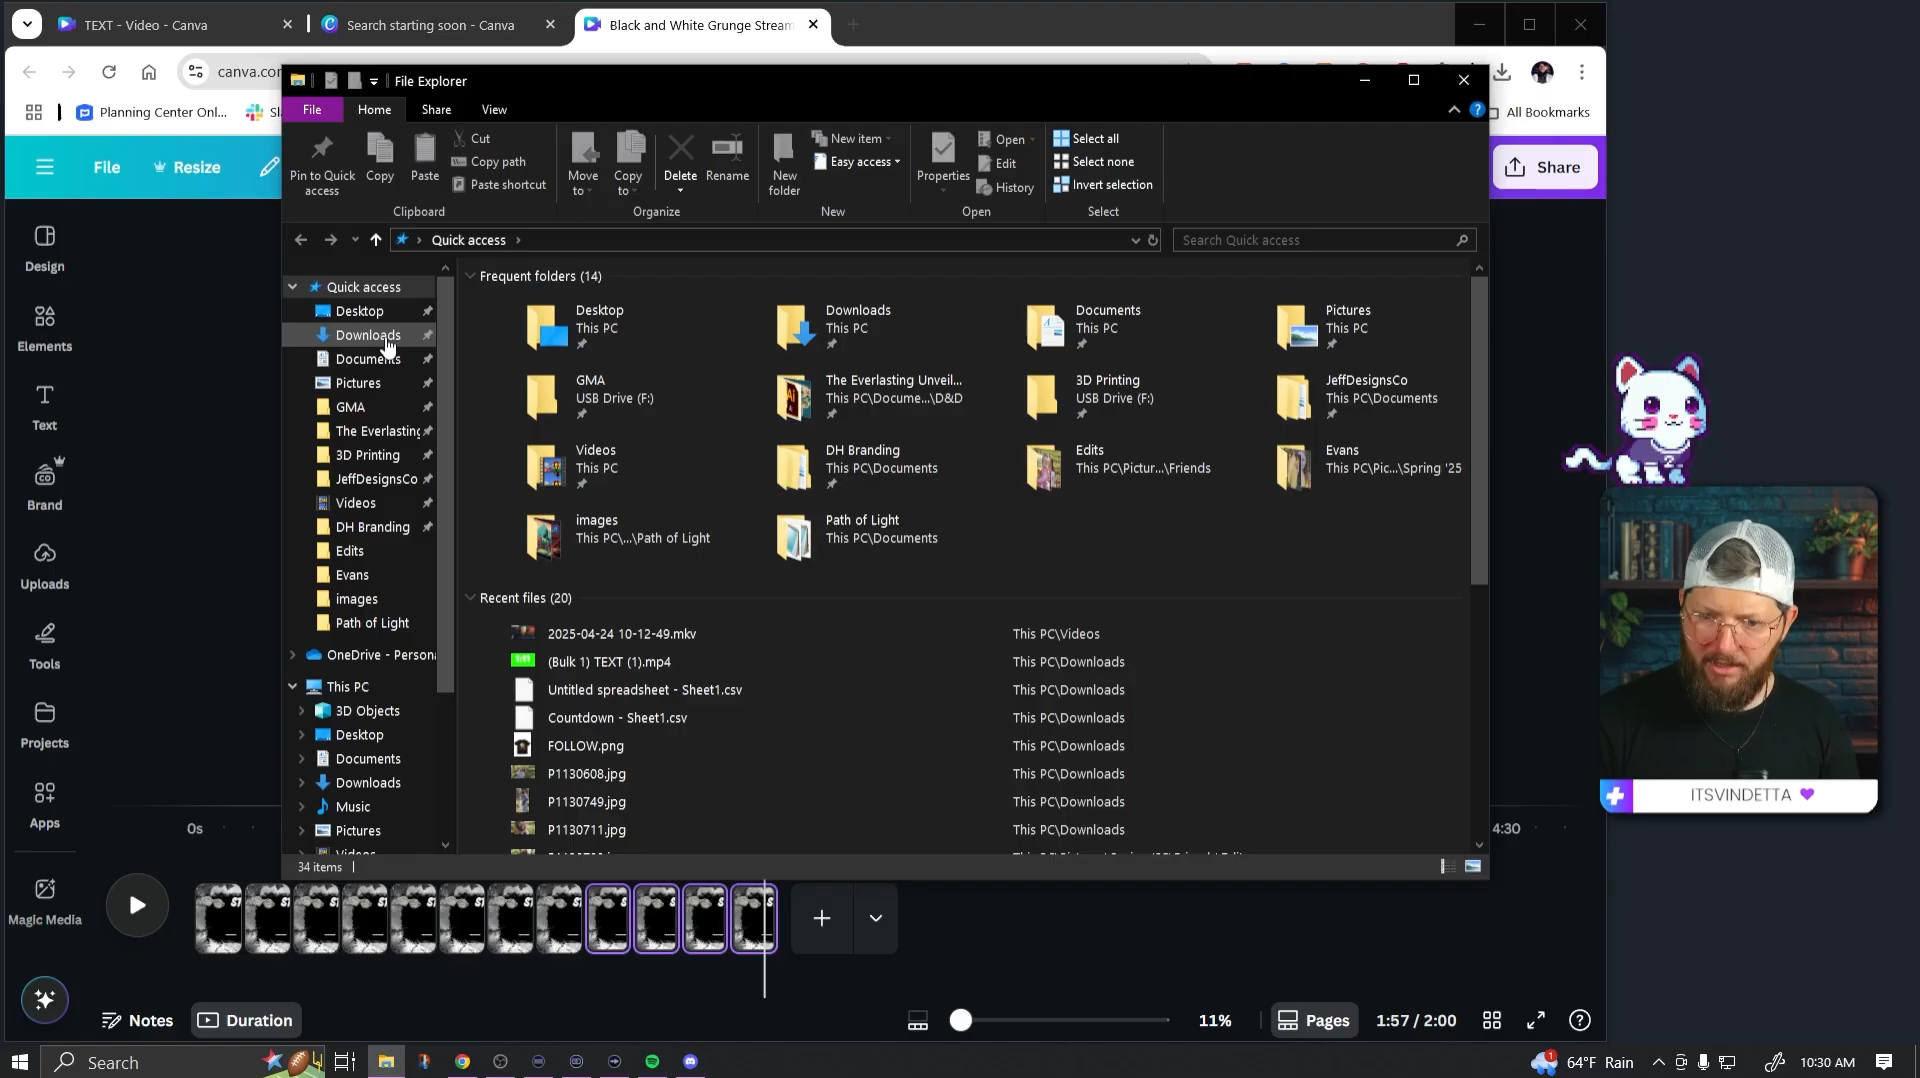 TEXT - Video - Canva
Search starting soon - Canva
Black and White Grunge Stream
canva.cor
Planning Center Onl...
All Bookmarks
File
Resize
Share
Design
Elements
Text
Brand
Uploads
Tools
Projects
Apps
Magic Media
File Explorer
File
Home
Share
View
Pin to Quick access
Copy
Paste
Cut
Copy path
Paste shortcut
Clipboard
Move to
Copy to
Delete
Rename
Organize
New folder
New item
Easy access
New
Properties
Open
Edit
History
Open
Select all
Select none
Invert selection
Select
Quick access
Search Quick access
Quick access
Desktop
Downloads
Documents
Pictures
GMA
The Everlasting
3D Printing
JeffDesignsCo
Videos
DH Branding
Edits
Evans
images
Path of Light
OneDrive - Persona
This PC
3D Objects
Desktop
Documents
Downloads
Music
Pictures
Videos
Frequent folders (14)
Desktop
This PC
Downloads
This PC
Documents
This PC
Pictures
This PC
GMA
USB Drive (F:)
The Everlasting Unveil...
This PC\Docume...\D&D
3D Printing
USB Drive (F:)
JeffDesignsCo
This PC\Documents
Videos
This PC
DH Branding
This PC\Documents
Edits
This PC\Pictur...\Friends
Evans
This PC\Pic...\Spring '25
images
This PC\...\Path of Light
Path of Light
This PC\Documents
Recent files (20)
2025-04-24 10-12-49.mkv This PC\Videos
(Bulk 1) TEXT (1).mp4 This PC\Downloads
Untitled spreadsheet - Sheet1.csv This PC\Downloads
Countdown - Sheet1.csv This PC\Downloads
FOLLOW.png This PC\Downloads
P1130608.jpg This PC\Downloads
P1130749.jpg This PC\Downloads
P1130711.jpg This PC\Downloads
34 items
0s
4:30
ITSVINDETTA
Notes
Duration
11%
Pages
1:57 / 2:00
Search
64°F Rain
10:30 AM